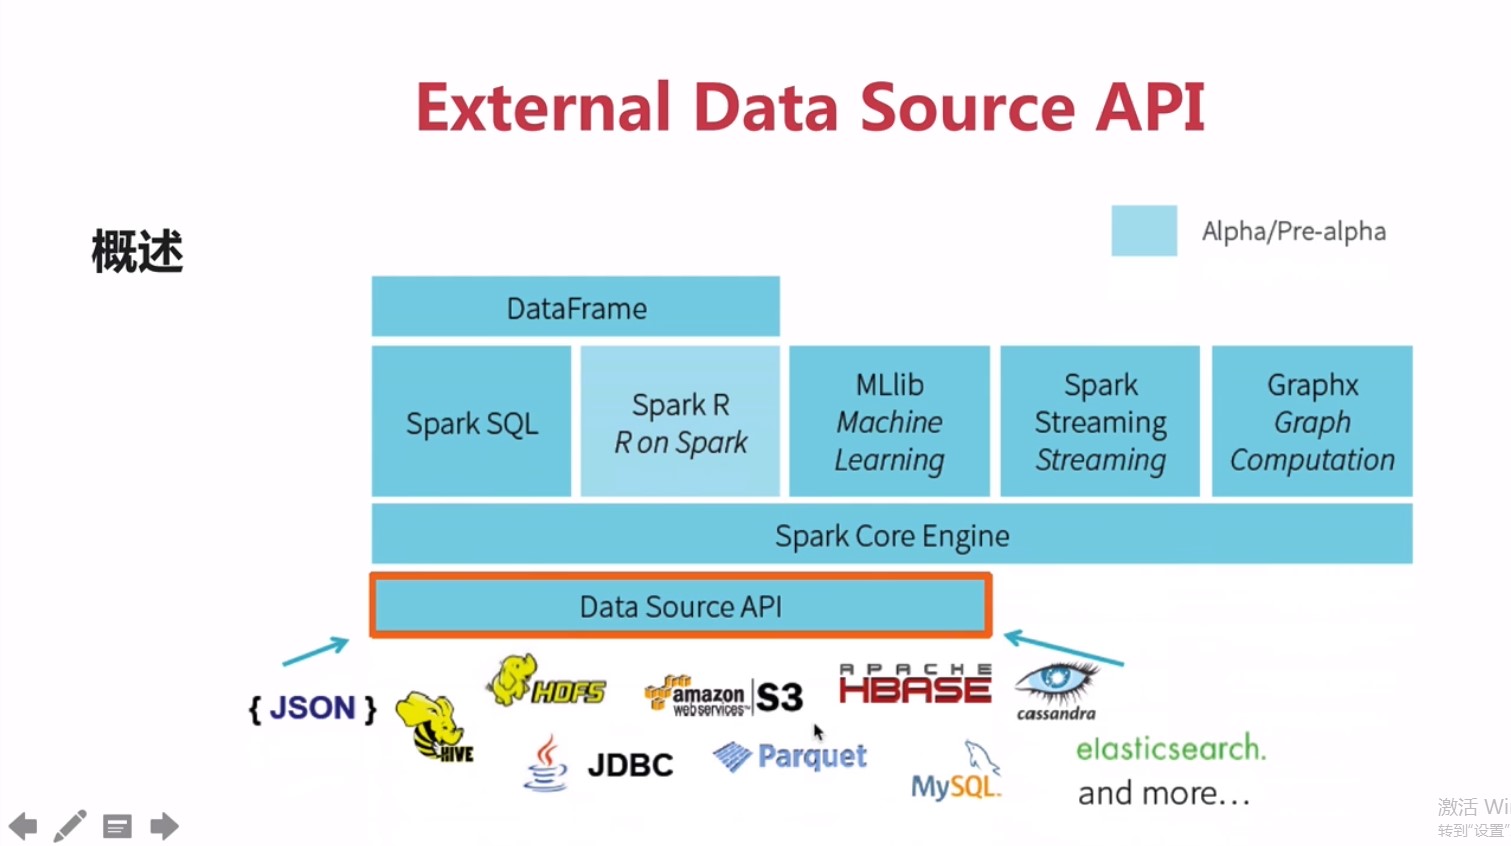 External Data Source API
概述
Alpha/Pre-alpha
DataFrame
Spark SQL
Spark R
R on Spark
MLlib
Machine
Learning
Spark
Streaming
Streaming
Graphx
Graph
Computation
Spark Core Engine
Data Source API
{ JSON }
HIVE
HDFS
amazon
webservices™
S3
APACHE
HBASE
cassandra
JDBC
Parquet
MySQL.
elasticsearch.
and more...
激活 Wi
转到"设置"